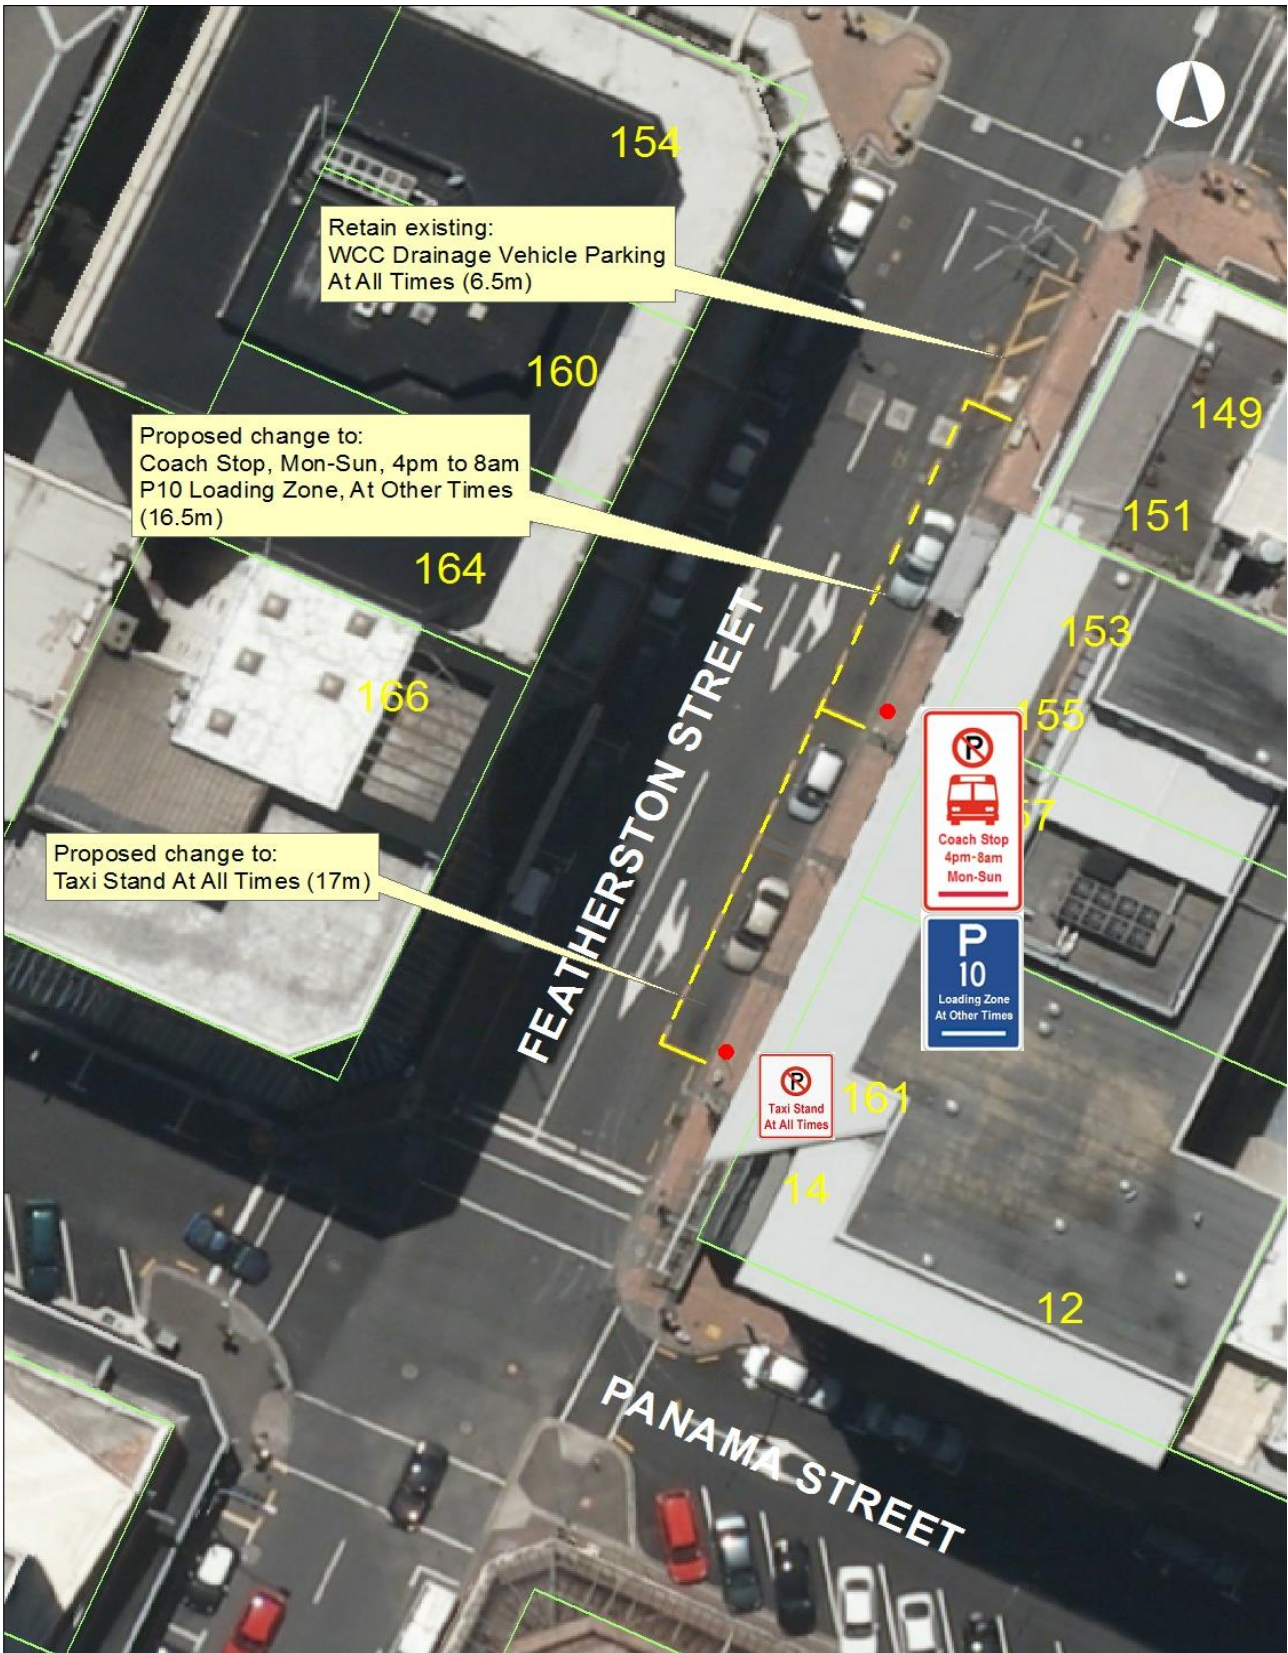 154
Retain existing:
WCC Drainage Vehicle Parking
At All Times (6.5m)
160
149
Proposed change to:
Coach Stop, Mon-Sun, 4pm to 8am
P10 Loading Zone, At Other Times
(16.5m)
151
164
153
166
155
FEATHERSTON STREET
P
Coach Stop
4pm-8am
Mon-Sun
57
Proposed change to:
Taxi Stand At All Times (17m)
P
10
Loading Zone
At Other Times
P
Taxi Stand
At All Times
161
14
12
PANAMA STREET